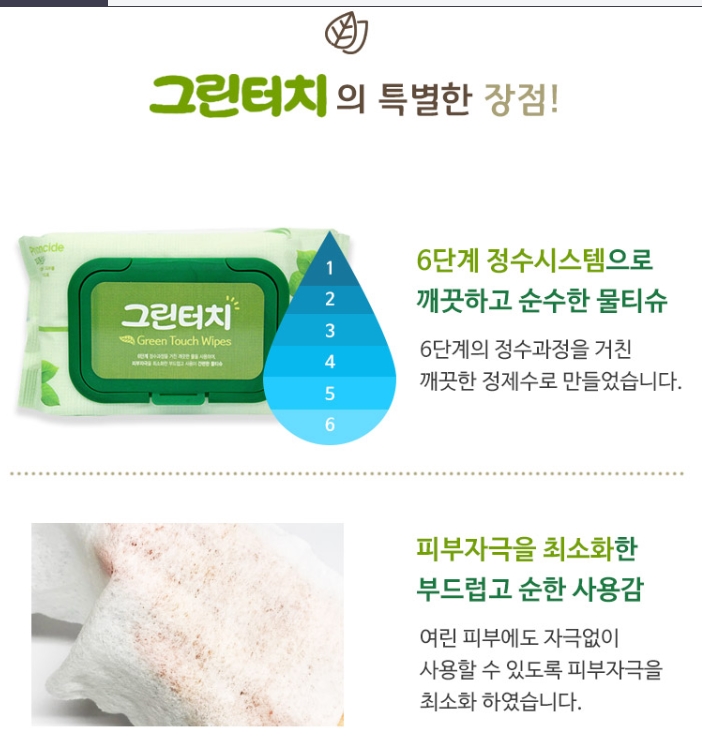 그린터치의 특별한 장점!
그린터치
Green Touch Wipes
1
2
3
4
5
6
6단계 정수시스템으로
깨끗하고 순수한 물티슈
6단계의 정수과정을 거친
깨끗한 정제수로 만들었습니다.
피부자극을 최소화한
부드럽고 순한 사용감
여린 피부에도 자극없이
사용할 수 있도록 피부자극을
최소화 하였습니다.